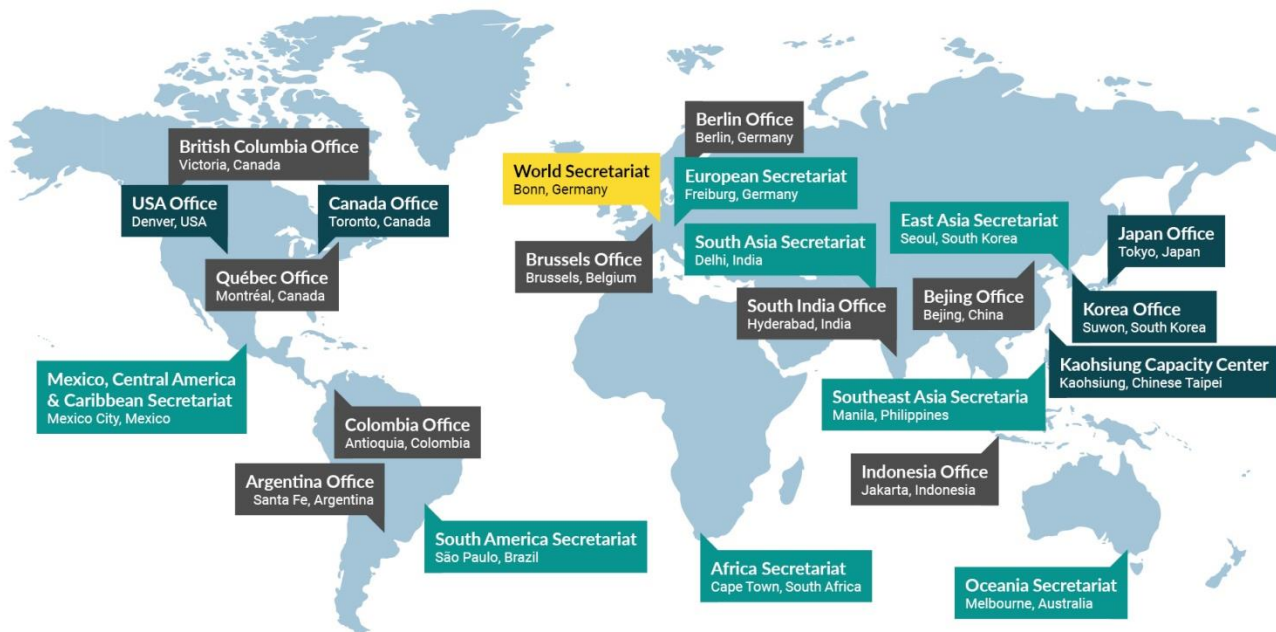 Berlin Office
Berlin, Germany
British Columbia Office
Victoria, Canada
World Secretariat
Bonn, Germany
European Secretariat
Freiburg, Germany
USA Office
Denver, USA
Canada Office
Toronto, Canada
East Asia Secretariat
Seoul, South Korea
Japan Office
Tokyo, Japan
South Asia Secretariat
Delhi, India
Brussels Office
Brussels, Belgium
Québec Office
Montréal, Canada
South India Office
Hyderabad, India
Bejing Office
Bejing, China
Korea Office
Suwon, South Korea
Kaohsiung Capacity Center
Kaohsiung, Chinese Taipei
Mexico, Central America
& Caribbean Secretariat
Mexico City, Mexico
Southeast Asia Secretaria
Manila, Philippines
Colombia Office
Antioquia, Colombia
Argentina Office
Santa Fe, Argentina
Indonesia Office
Jakarta, Indonesia
South America Secretariat
São Paulo, Brazil
Africa Secretariat
Cape Town, South Africa
Oceania Secretariat
Melbourne, Australia